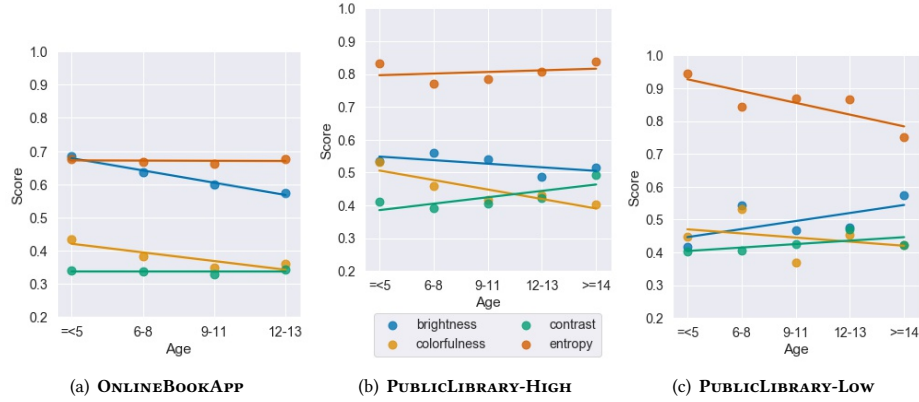 1.0
0.9
0.8
0.7
0.6
0.5
0.4
0.3
0.2
Score
=<5 6-8 9-11 12-13
Age
(a) OnlineBookApp
1.0
0.9
0.8
0.7
0.6
0.5
0.4
0.3
0.2
Score
=<5 6-8 9-11 12-13 >=14
Age
brightness contrast
colorfulness entropy
(b) PublicLibrary-High
1.0
0.9
0.8
0.7
0.6
0.5
0.4
0.3
0.2
Score
=<5 6-8 9-11 12-13 >=14
Age
(c) PublicLibrary-Low